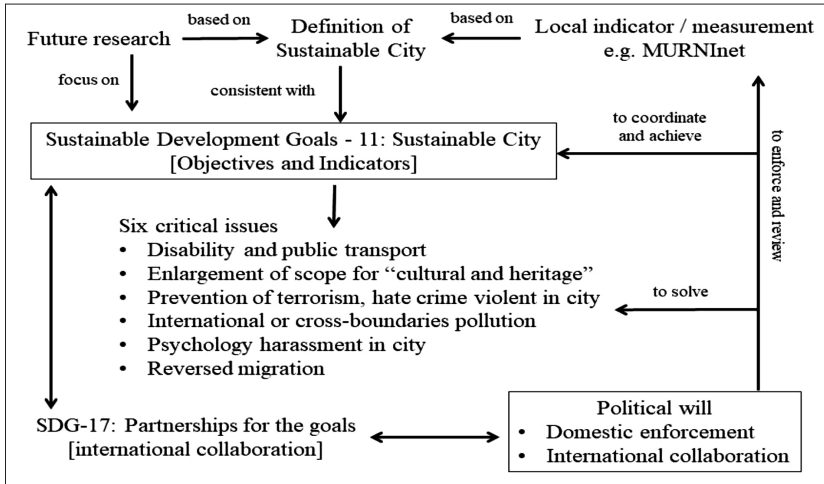 Future research
based on
Definition of
Sustainable City
based on
Local indicator / measurement
e.g. MURNInet
focus on
consistent with
to coordinate
and achieve
to enforce and review
Sustainable Development Goals - 11: Sustainable City
[Objectives and Indicators]
Six critical issues
• Disability and public transport
• Enlargement of scope for “cultural and heritage”
• Prevention of terrorism, hate crime violent in city
• International or cross-boundaries pollution
• Psychology harassment in city
• Reversed migration
to solve
SDG-17: Partnerships for the goals
[international collaboration]
Political will
• Domestic enforcement
• International collaboration